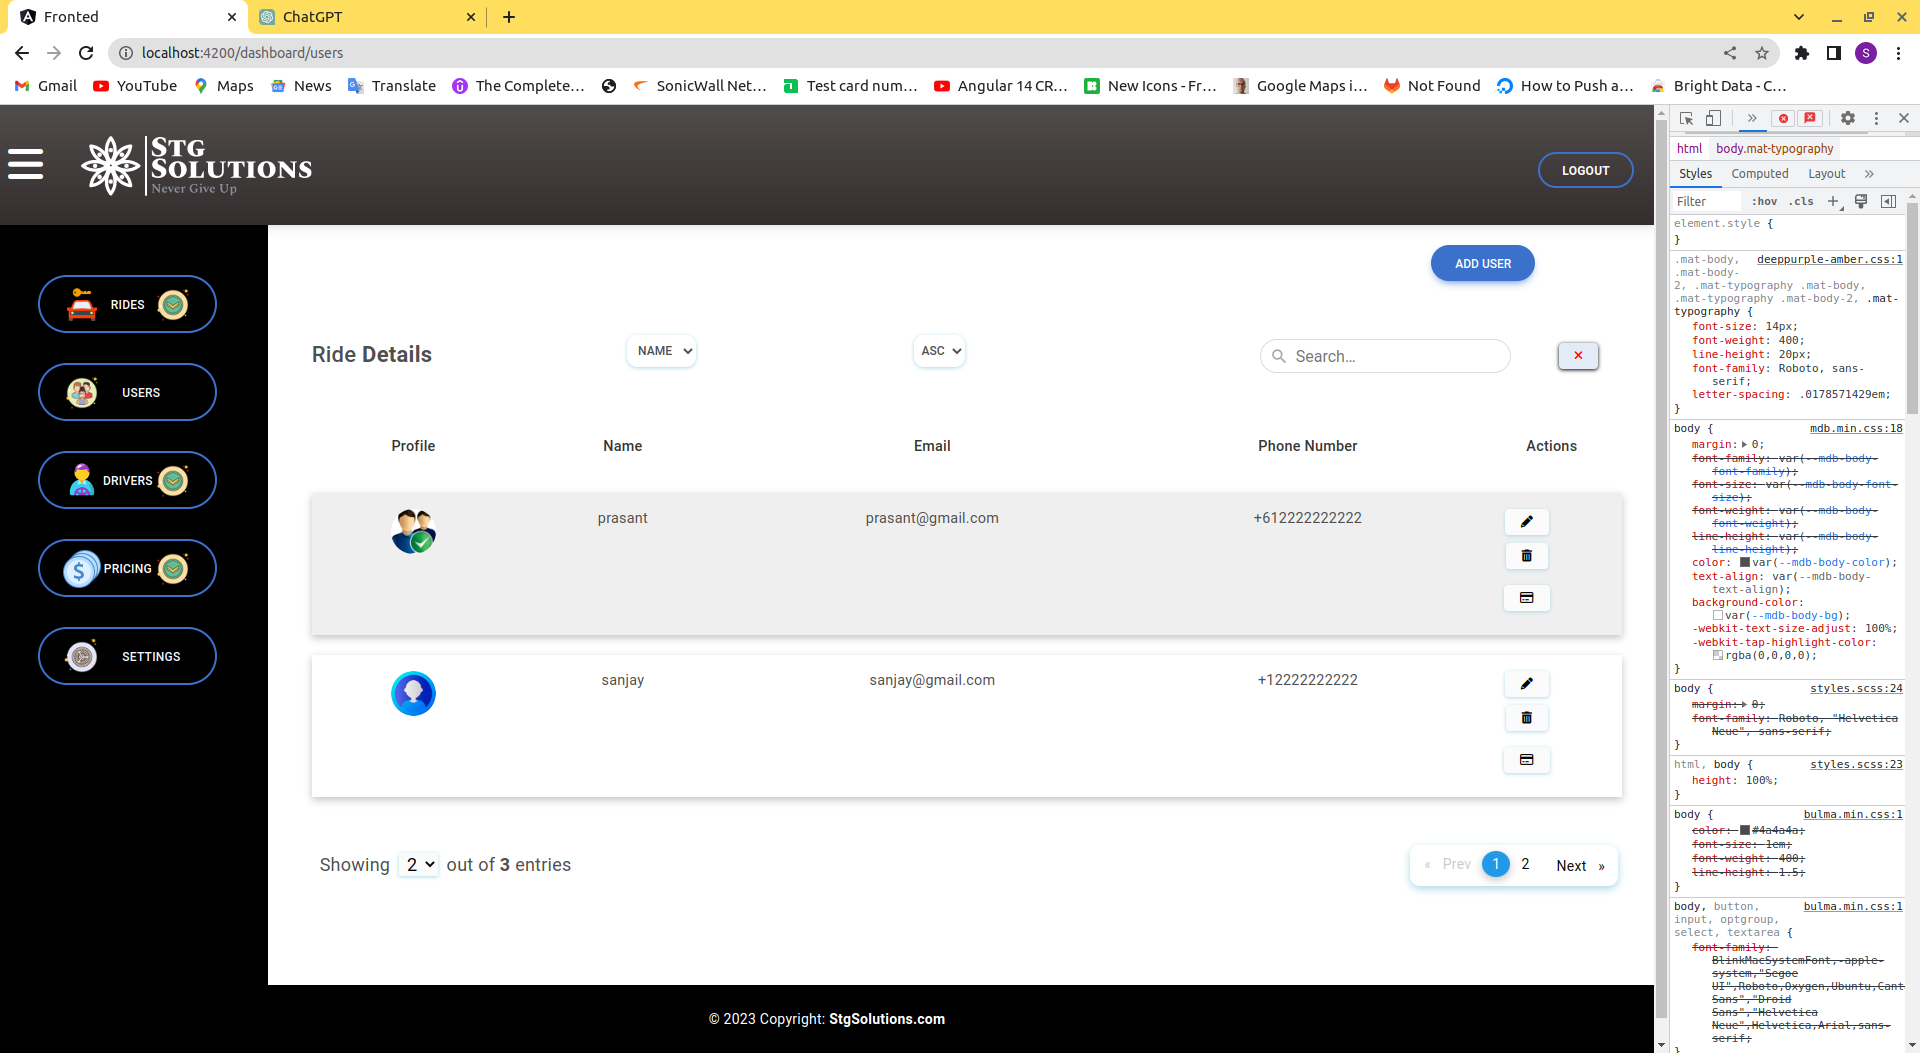 Fronted
ChatGPT
localhost:4200/dashboard/users
S
Gmail
YouTube
Maps
News
Translate
The Complete...
SonicWall Net...
Test card num...
Angular 14 CR...
New Icons - Fr...
Google Maps i...
Not Found
How to Push a...
Bright Data - C...
STG
SOLUTIONS
Never Give Up
LOGOUT
RIDES
USERS
DRIVERS
PRICING
SETTINGS
ADD USER
Ride Details
NAME
ASC
Search...
Profile Name Email Phone Number Actions
prasant prasant@gmail.com +612222222222
sanjay sanjay@gmail.com +12222222222
Showing 2 out of 3 entries
« Prev 1 2 Next »
© 2023 Copyright: StgSolutions.com
html body.mat-typography
Styles Computed Layout »
Filter :hov .cls
element.style {
}
.mat-body, deeppurple-amber.css:1
.mat-body-
2, .mat-typography .mat-body,
.mat-typography .mat-body-2, .mat-
typography {
font-size: 14px;
font-weight: 400;
line-height: 20px;
font-family: Roboto, sans-
serif;
letter-spacing: .0178571429em;
}
body { mdb.min.css:18
margin: 0;
font-family: var(--mdb-body-
font-family);
font-size: var(--mdb-body-font-
size);
font-weight: var(--mdb-body-
font-weight);
line-height: var(--mdb-body-
line-height);
color: var(--mdb-body-color);
text-align: var(--mdb-body-
text-align);
background-color:
var(--mdb-body-bg);
-webkit-text-size-adjust: 100%;
-webkit-tap-highlight-color:
rgba(0,0,0,0);
}
body { styles.scss:24
margin: 0;
font-family: Roboto, "Helvetica
Neue", sans-serif;
}
html, body { styles.scss:23
height: 100%;
}
body { bulma.min.css:1
color: #4a4a4a;
font-size: 1em;
font-weight: 400;
line-height: 1.5;
}
body, button, bulma.min.css:1
input, optgroup,
select, textarea {
font-family:
BlinkMacSystemFont,-apple-
system,"Segoe
UI",Roboto,Oxygen,Ubuntu,Cant
Sans","Droid
Sans","Helvetica
Neue",Helvetica,Arial,sans-
serif;
}